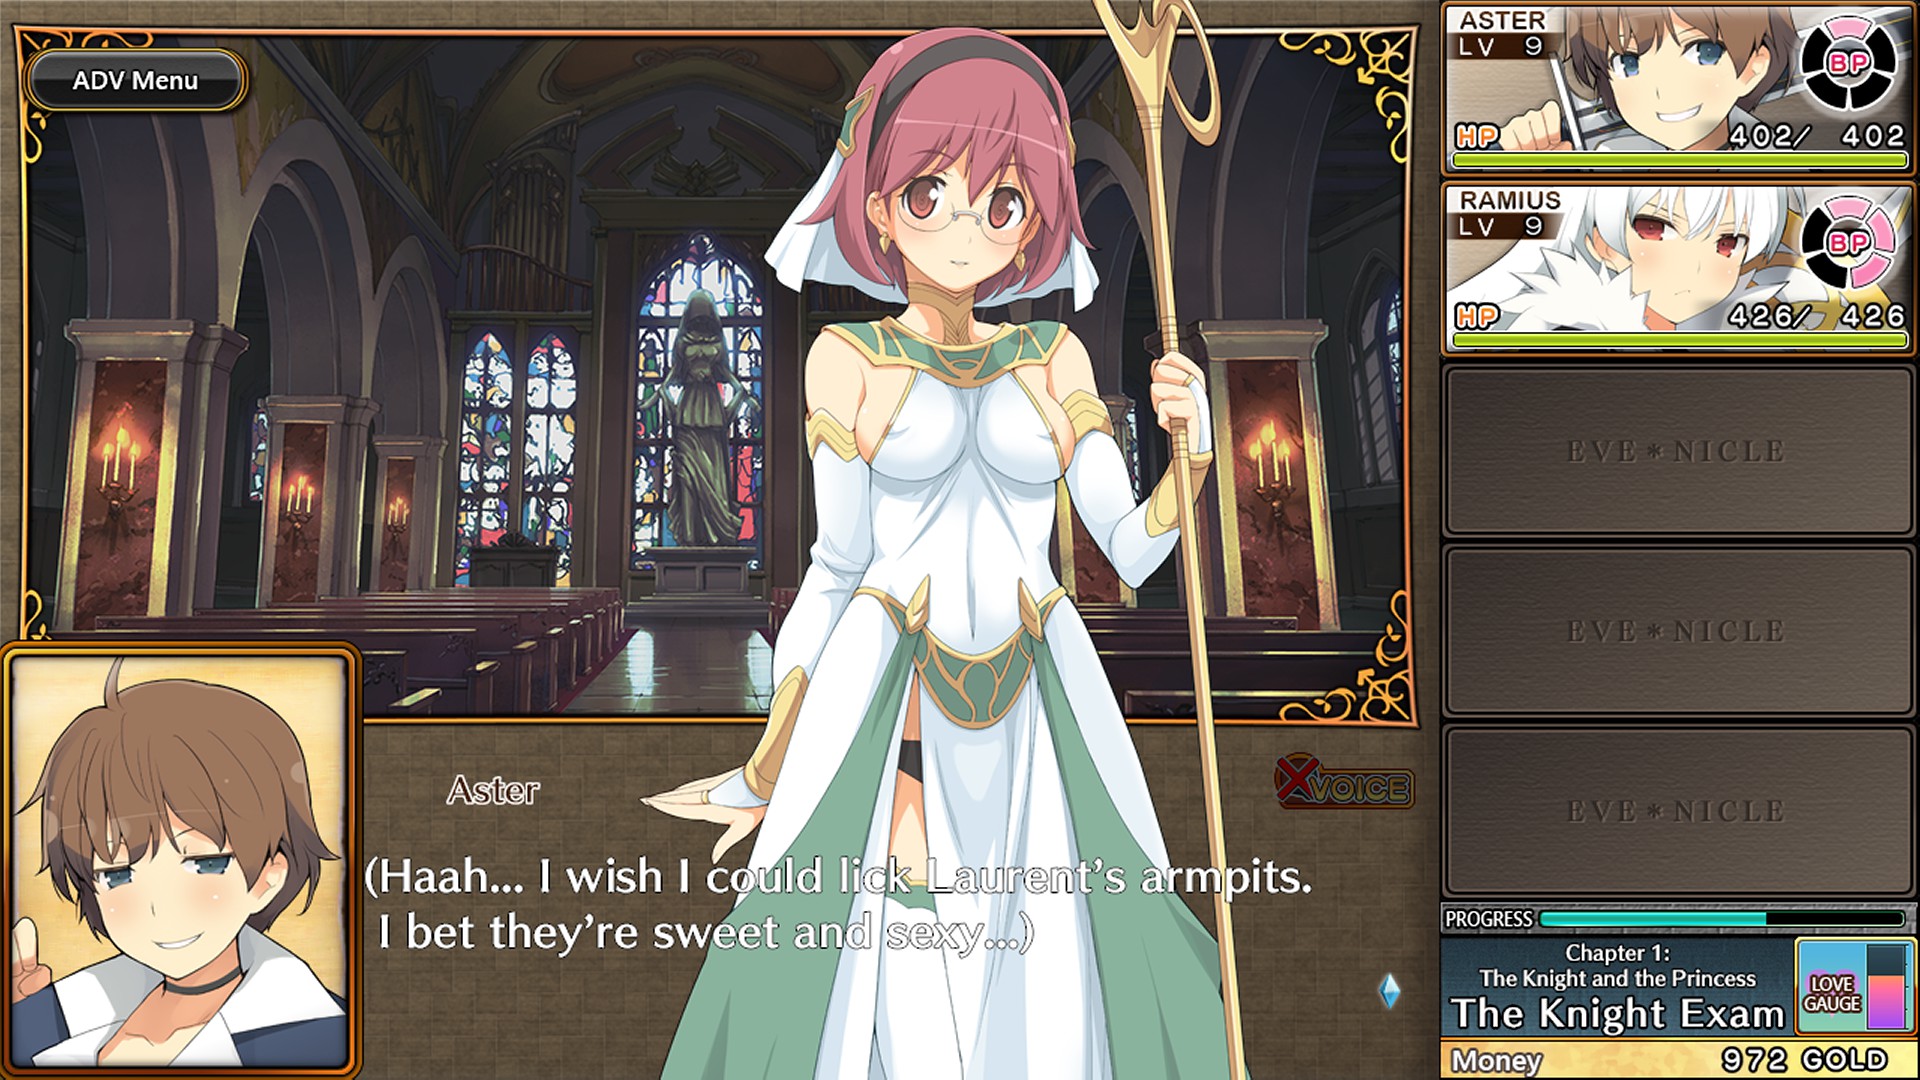 ADV Menu
Aster
VOICE
(Haah... I wish I could lick Laurent's armpits.
I bet they're sweet and sexy...)
ASTER
LV 9
BP
HP 402/ 402
RAMIUS
LV 9
BP
HP 426/ 426
EVE*NICLE
EVE*NICLE
EVE*NICLE
PROGRESS
Chapter 1:
The Knight and the Princess
The Knight Exam
LOVE
GAUGE
Money 972 GOLD